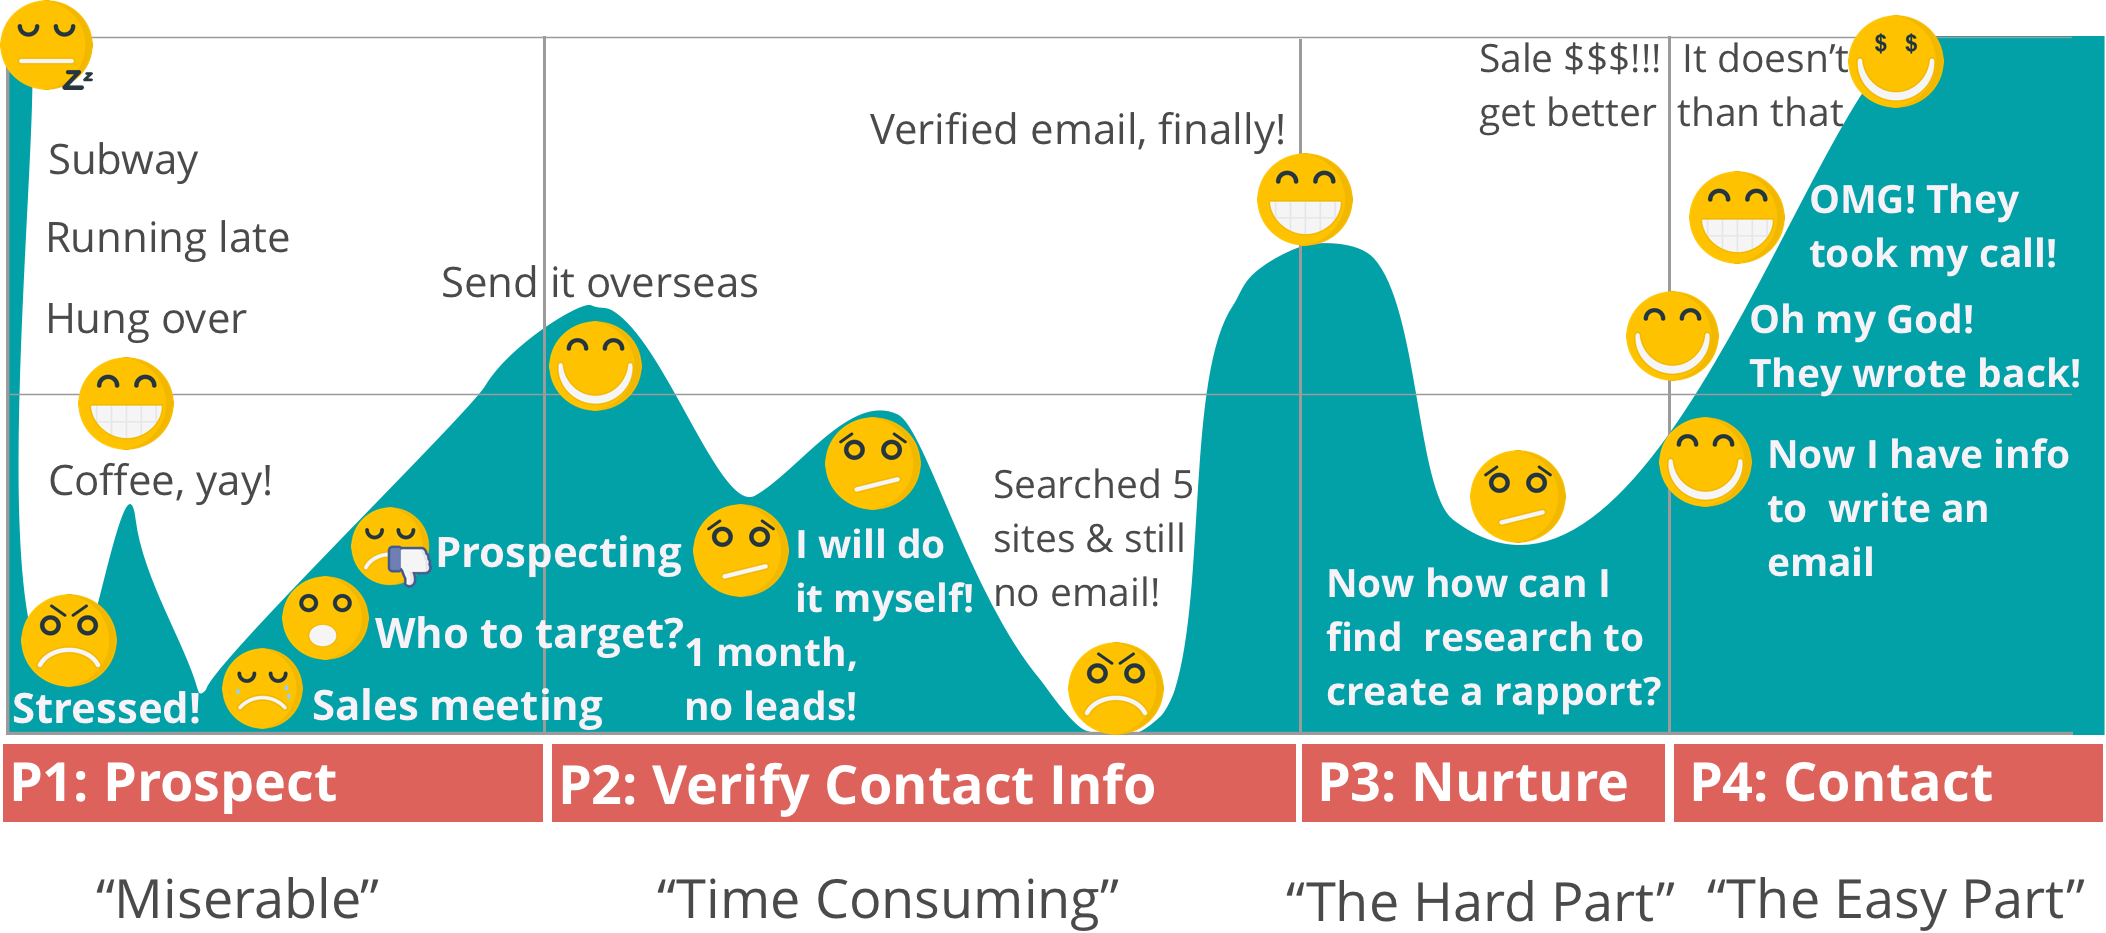 Zz
Subway
Running late
Hung over
Coffee, yay!
Stressed!
Prospecting
Who to target?
Sales meeting
Send it overseas
1 month,
no leads!
I will do
it myself!
Searched 5
sites & still
no email!
Verified email, finally!
Now how can I
find research to
create a rapport?
Sale $$$!!! It doesn’t
get better than that
$ $
OMG! They
took my call!
Oh my God!
They wrote back!
Now I have info
to write an
email
P1: Prospect
P2: Verify Contact Info
P3: Nurture
P4: Contact
“Miserable”
“Time Consuming”
“The Hard Part”
“The Easy Part”